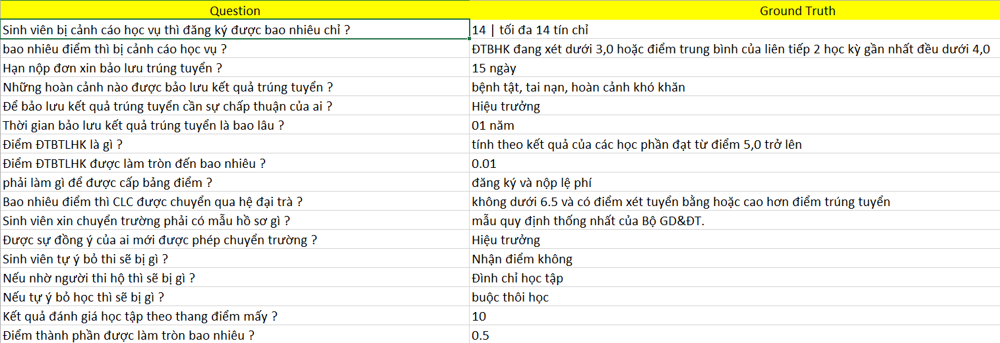 Question Ground Truth
Sinh viên bị cảnh cáo học vụ thì đăng ký được bao nhiêu chỉ ? 14 | tối đa 14 tín chỉ
bao nhiêu điểm thì bị cảnh cáo học vụ ? ĐTBHK đang xét dưới 3,0 hoặc điểm trung bình của liên tiếp 2 học kỳ gần nhất đều dưới 4,0
Hạn nộp đơn xin bảo lưu trúng tuyển ? 15 ngày
Những hoàn cảnh nào được bảo lưu kết quả trúng tuyển ? bệnh tật, tai nạn, hoàn cảnh khó khăn
Để bảo lưu kết quả trúng tuyển cần sự chấp thuận của ai ? Hiệu trưởng
Thời gian bảo lưu kết quả trúng tuyển là bao lâu ? 01 năm
Điểm ĐTBTLHK là gì ? tính theo kết quả của các học phần đạt từ điểm 5,0 trở lên
Điểm ĐTBTLHK được làm tròn đến bao nhiêu ? 0.01
phải làm gì để được cấp bảng điểm ? đăng ký và nộp lệ phí
Bao nhiêu điểm thì CLC được chuyển qua hệ đại trà ? không dưới 6.5 và có điểm xét tuyển bằng hoặc cao hơn điểm trúng tuyển
Sinh viên xin chuyển trường phải có mẫu hồ sơ gì ? mẫu quy định thống nhất của Bộ GD&ĐT.
Được sự đồng ý của ai mới được phép chuyển trường ? Hiệu trưởng
Sinh viên tự ý bỏ thi sẽ bị gì ? Nhận điểm không
Nếu nhờ người thi hộ thì sẽ bị gì ? Đình chỉ học tập
Nếu tự ý bỏ học thì sẽ bị gì ? buộc thôi học
Kết quả đánh giá học tập theo thang điểm mấy ? 10
Điểm thành phần được làm tròn bao nhiêu ? 0.5